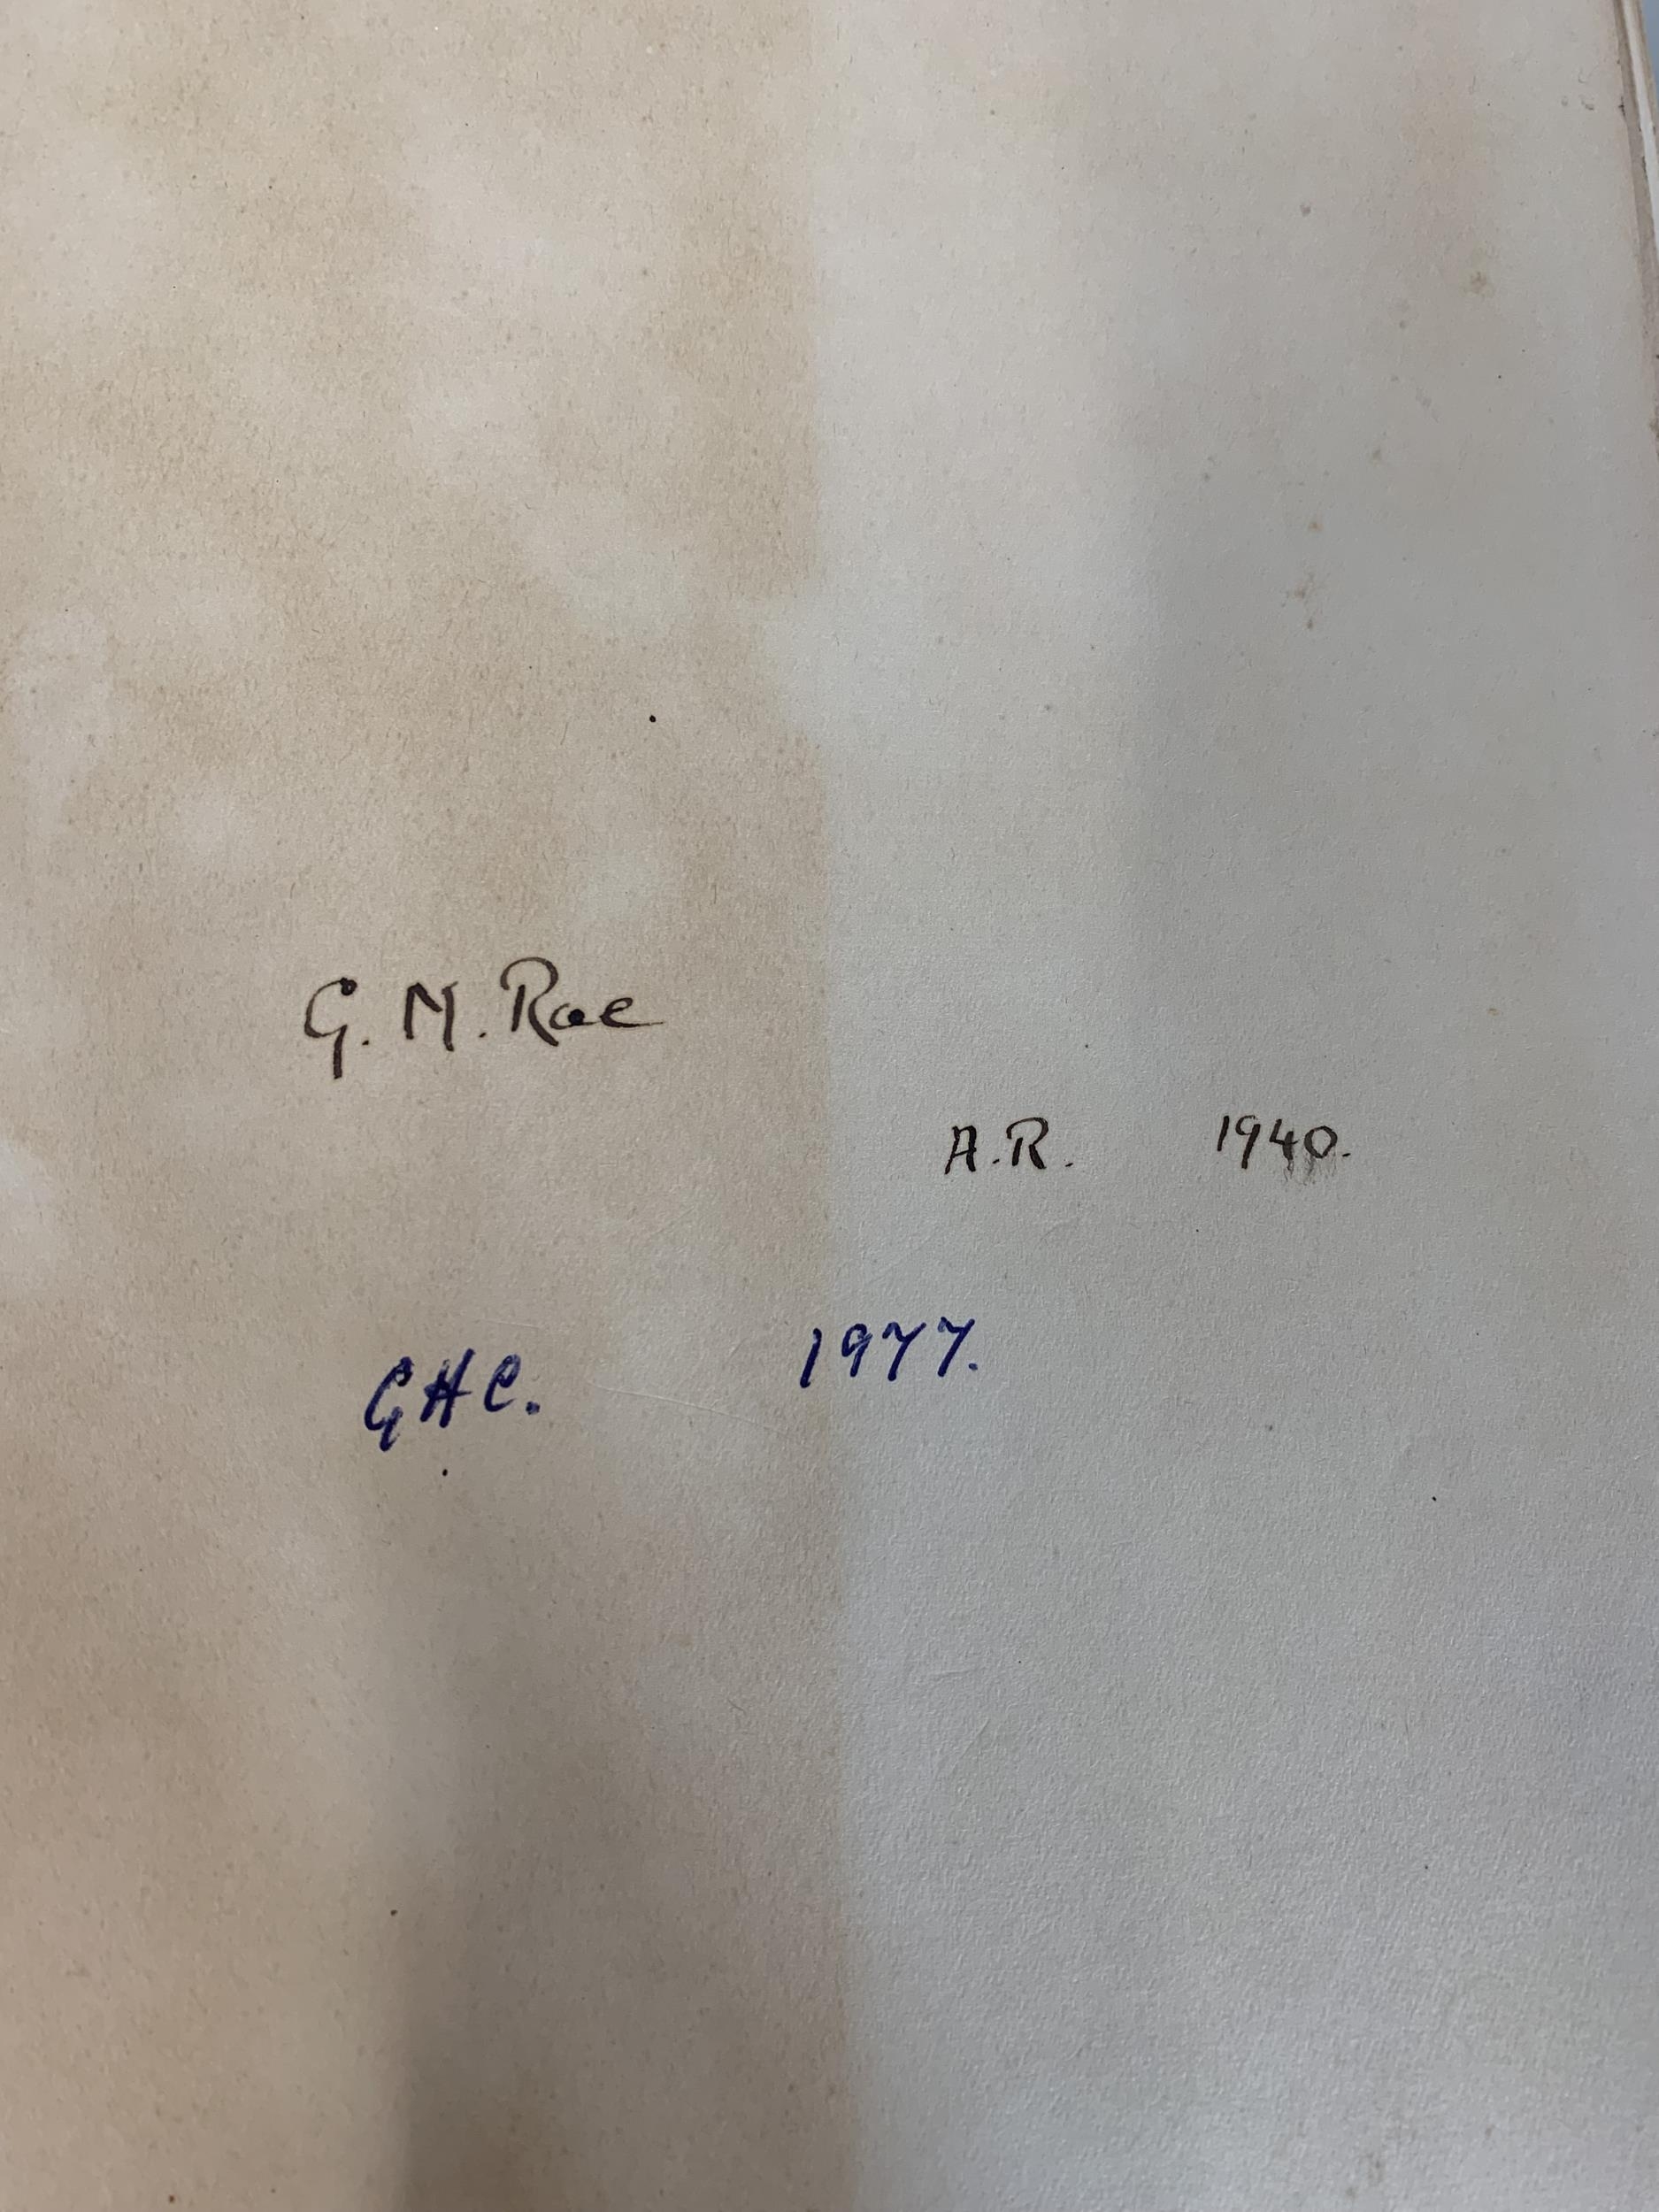 G. M. Rae
A.R. 1940.
GHC. 1977.